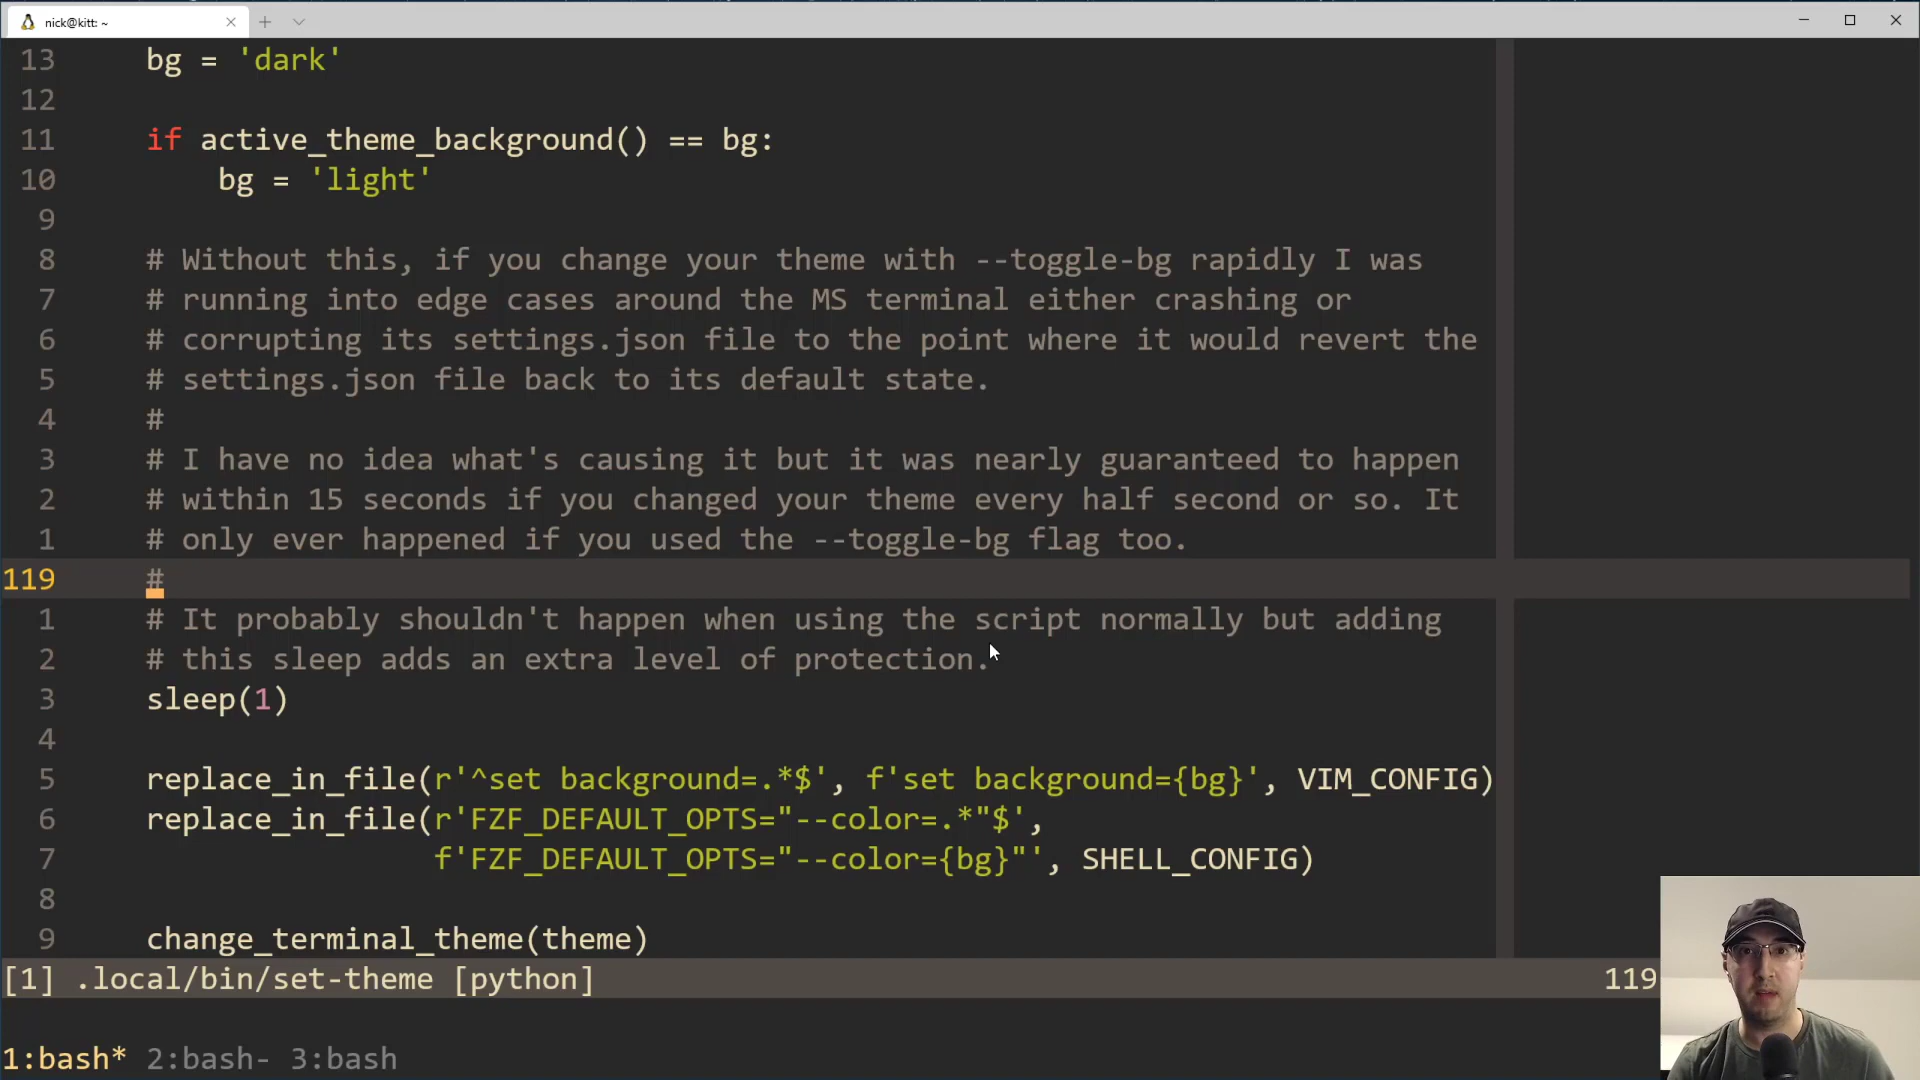 nick@kitt: ~
13 bg = 'dark'
12
11 if active_theme_background() == bg:
10 bg = 'light'
9
8 # Without this, if you change your theme with --toggle-bg rapidly I was
7 # running into edge cases around the MS terminal either crashing or
6 # corrupting its settings.json file to the point where it would revert the
5 # settings.json file back to its default state.
4 #
3 # I have no idea what's causing it but it was nearly guaranteed to happen
2 # within 15 seconds if you changed your theme every half second or so. It
1 # only ever happened if you used the --toggle-bg flag too.
119 #
1 # It probably shouldn't happen when using the script normally but adding
2 # this sleep adds an extra level of protection.
3 sleep(1)
4
5 replace_in_file(r'^set background=.*$', f'set background={bg}', VIM_CONFIG)
6 replace_in_file(r'FZF_DEFAULT_OPTS="--color=.*"$',
7 f'FZF_DEFAULT_OPTS="--color={bg}"', SHELL_CONFIG)
8
9 change_terminal_theme(theme)
[1] .local/bin/set-theme [python] 119
1:bash* 2:bash- 3:bash